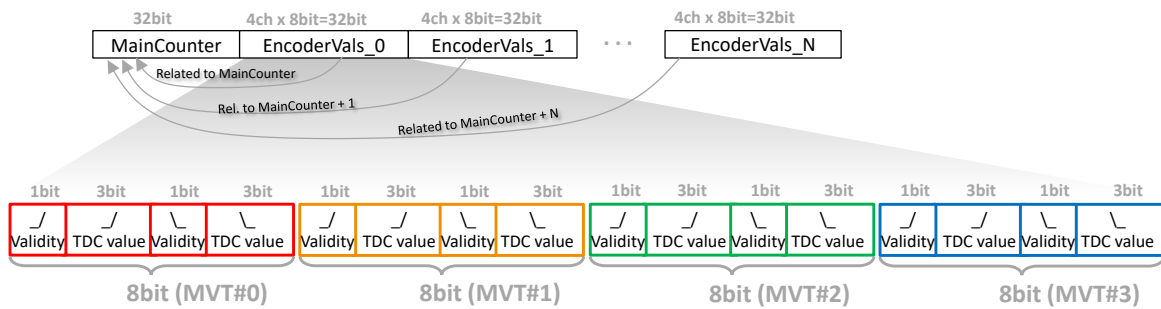 32bit 4ch x 8bit=32bit 4ch x 8bit=32bit 4ch x 8bit=32bit
MainCounter EncoderVals_0 EncoderVals_1 ... EncoderVals_N
Related to MainCounter
Rel. to MainCounter + 1
Related to MainCounter + N
1bit 3bit 1bit 3bit 1bit 3bit 1bit 3bit 1bit 3bit 1bit 3bit 1bit 3bit 1bit 3bit
_/ _/ \_ \_ _/ _/ \_ \_ _/ _/ \_ \_ _/ _/ \_ \_
Validity TDC value Validity TDC value Validity TDC value Validity TDC value Validity TDC value Validity TDC value Validity TDC value Validity TDC value
8bit (MVT#0) 8bit (MVT#1) 8bit (MVT#2) 8bit (MVT#3)